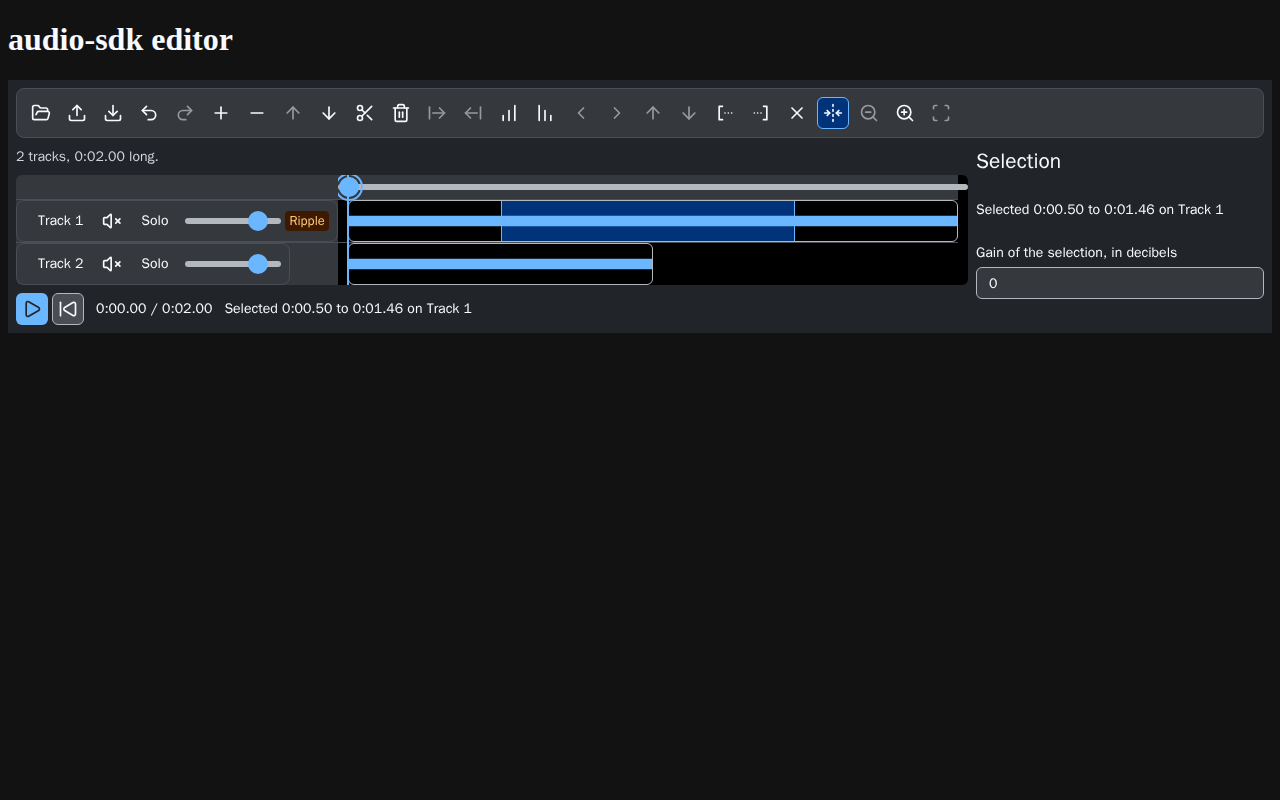 audio-sdk editor
2 tracks, 0:02.00 long.
Selection
Track 1 Solo Ripple
Selected 0:00.50 to 0:01.46 on Track 1
Track 2 Solo
Gain of the selection, in decibels
0
0:00.00 / 0:02.00 Selected 0:00.50 to 0:01.46 on Track 1